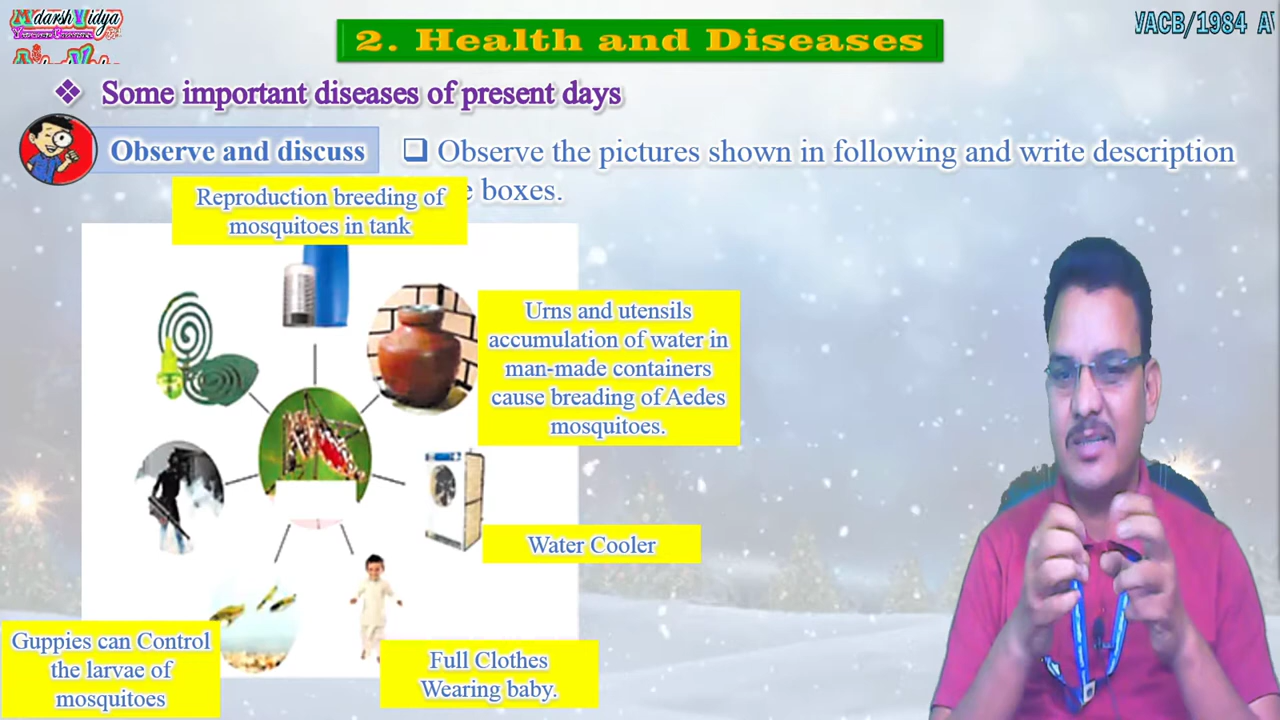 Mdarsh Vidya
VACB/1984 A
2. Health and Diseases
❖ Some important diseases of present days
Observe and discuss
❑ Observe the pictures shown in following and write description
boxes.
Reproduction breeding of
mosquitoes in tank
Urns and utensils
accumulation of water in
man-made containers
cause breading of Aedes
mosquitoes.
Water Cooler
Full Clothes
Wearing baby.
Guppies can Control
the larvae of
mosquitoes